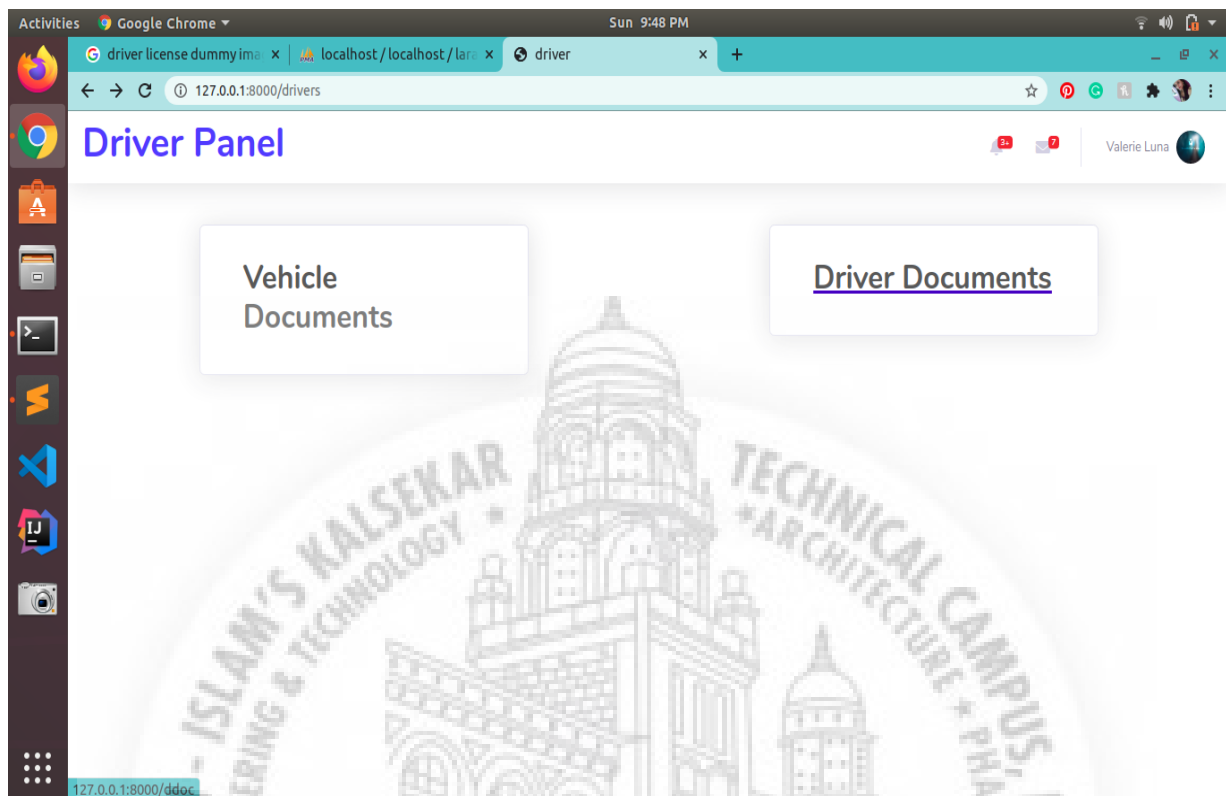 Activities Google Chrome ▾ Sun 9:48 PM
driver license dummy ima × localhost / localhost / lara × driver × +
127.0.0.1:8000/drivers
Driver Panel
3+ 7 Valerie Luna
Vehicle
Documents
Driver Documents
ISLAM'S KALSEKAR TECHNICAL CAMPUS,
ERING & TECHNOLOGY * * ARCHITECTURE * PHA
127.0.0.1:8000/ddoc